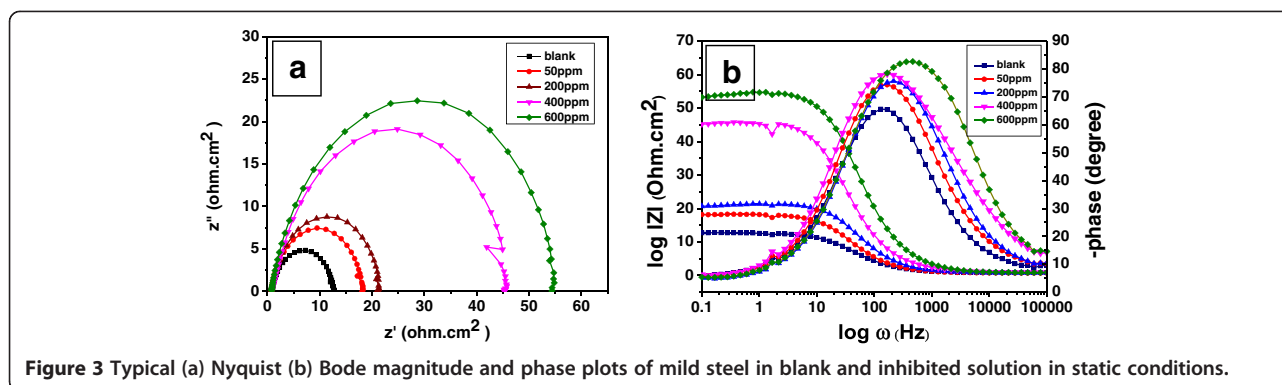 a
30
25
20
15
10
5
0
z'' (ohm.cm²)
0 10 20 30 40 50 60
z' (ohm.cm²)
blank
50ppm
200ppm
400ppm
600ppm
b
70
60
50
40
30
20
10
0
log IZI (Ohm.cm2)
0.1 1 10 100 1000 10000 100000
log ω (Hz)
90
80
70
60
50
40
30
20
10
0
-phase (degree)
blank
50ppm
200ppm
400ppm
600ppm
Figure 3 Typical (a) Nyquist (b) Bode magnitude and phase plots of mild steel in blank and inhibited solution in static conditions.